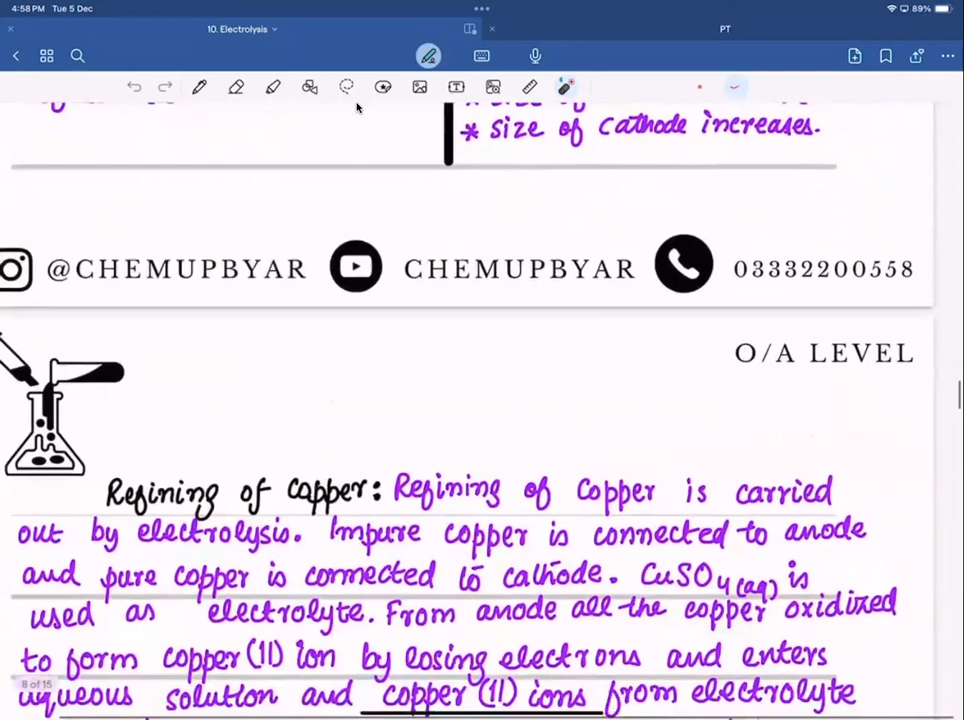 4:58 PM Tue 5 Dec
89%
10. Electrolysis
PT
* size of cathode increases.
@CHEMUPBYAR CHEMUPBYAR 03332200558
O/A LEVEL
Refining of copper: Refining of copper is carried
out by electrolysis. Impure copper is connected to anode
and pure copper is connected to cathode. CuSO4(aq) is
used as electrolyte. From anode all the copper oxidized
to form copper (II) ion by losing electrons and enters
8 of 15
aqueous solution and copper (II) ions from electrolyte